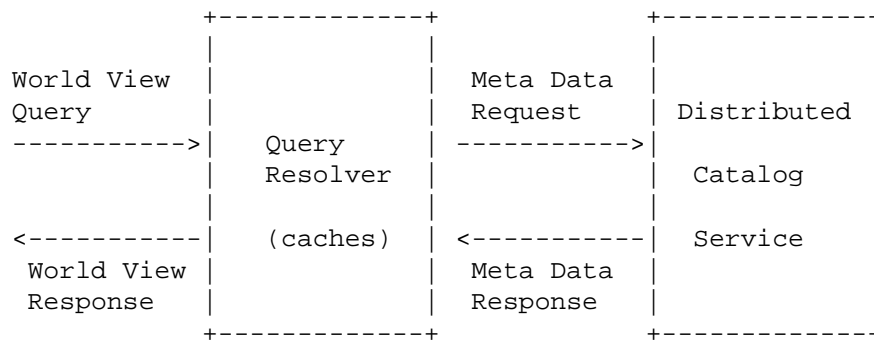 +-------------+             +-------------
              |             |             |
World View    |             |  Meta Data  |
Query         |             |  Request    | Distributed
----------->|   Query     | ----------->|
              |   Resolver  |             |  Catalog
              |             |             |
<-----------|   (caches)  | <-----------|  Service
 World View   |             |  Meta Data  |
 Response     |             |  Response   |
              +-------------+             +-------------